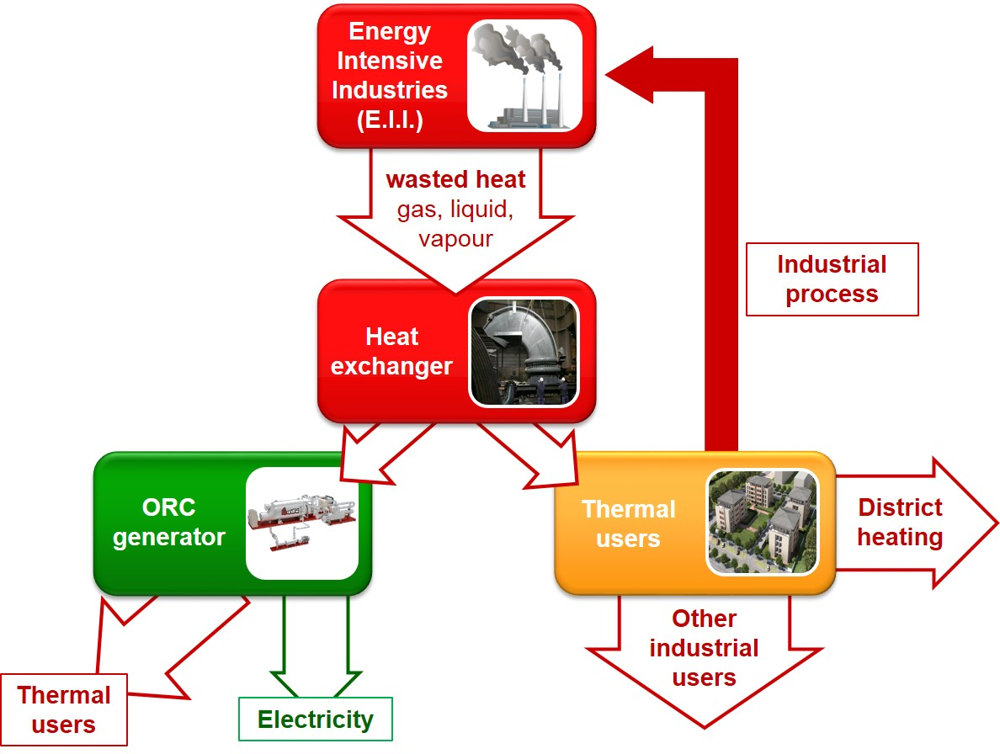 Energy
Intensive
Industries
(E.I.I.)
wasted heat
gas, liquid,
vapour
Industrial
process
Heat
exchanger
ORC
generator
Thermal
users
District
heating
Other
industrial
users
Thermal
users
Electricity